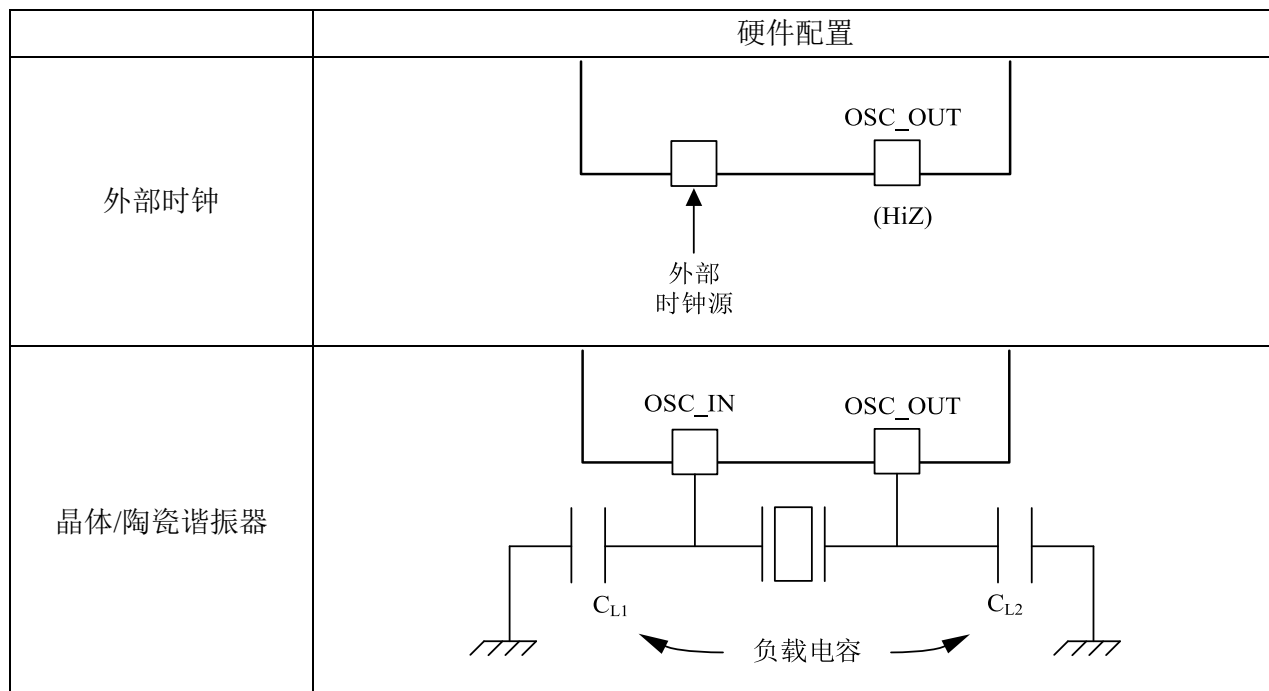 硬件配置
外部时钟
OSC_OUT
(HiZ)
外部
时钟源
晶体/陶瓷谐振器
OSC_IN
OSC_OUT
CL1
CL2
负载电容